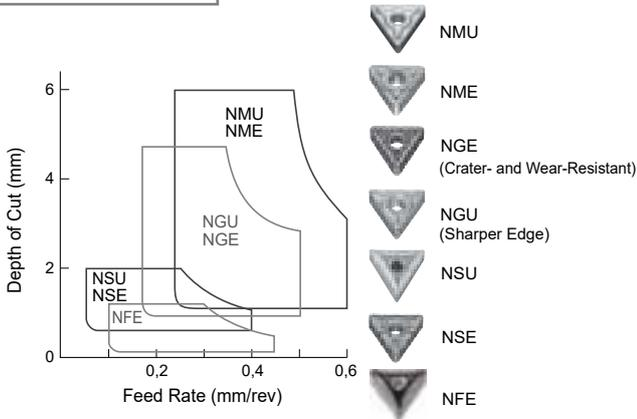 Depth of Cut (mm)
6
4
2
0
0,2
0,4
0,6
Feed Rate (mm/rev)
NMU
NME
NGU
NGE
NSU
NSE
NFE
NMU
NME
NGE
(Crater- and Wear-Resistant)
NGU
(Sharper Edge)
NSU
NSE
NFE